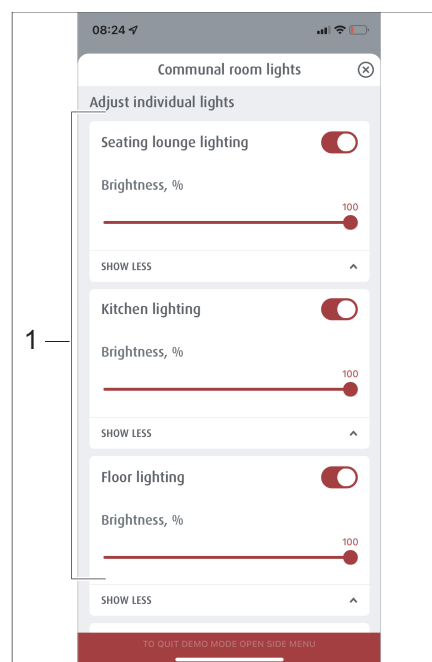 08:24
Communal room lights
Adjust individual lights
Seating lounge lighting
Brightness, %
100
SHOW LESS
Kitchen lighting
Brightness, %
100
SHOW LESS
1
Floor lighting
Brightness, %
100
SHOW LESS
TO QUIT DEMO MODE OPEN SIDE MENU